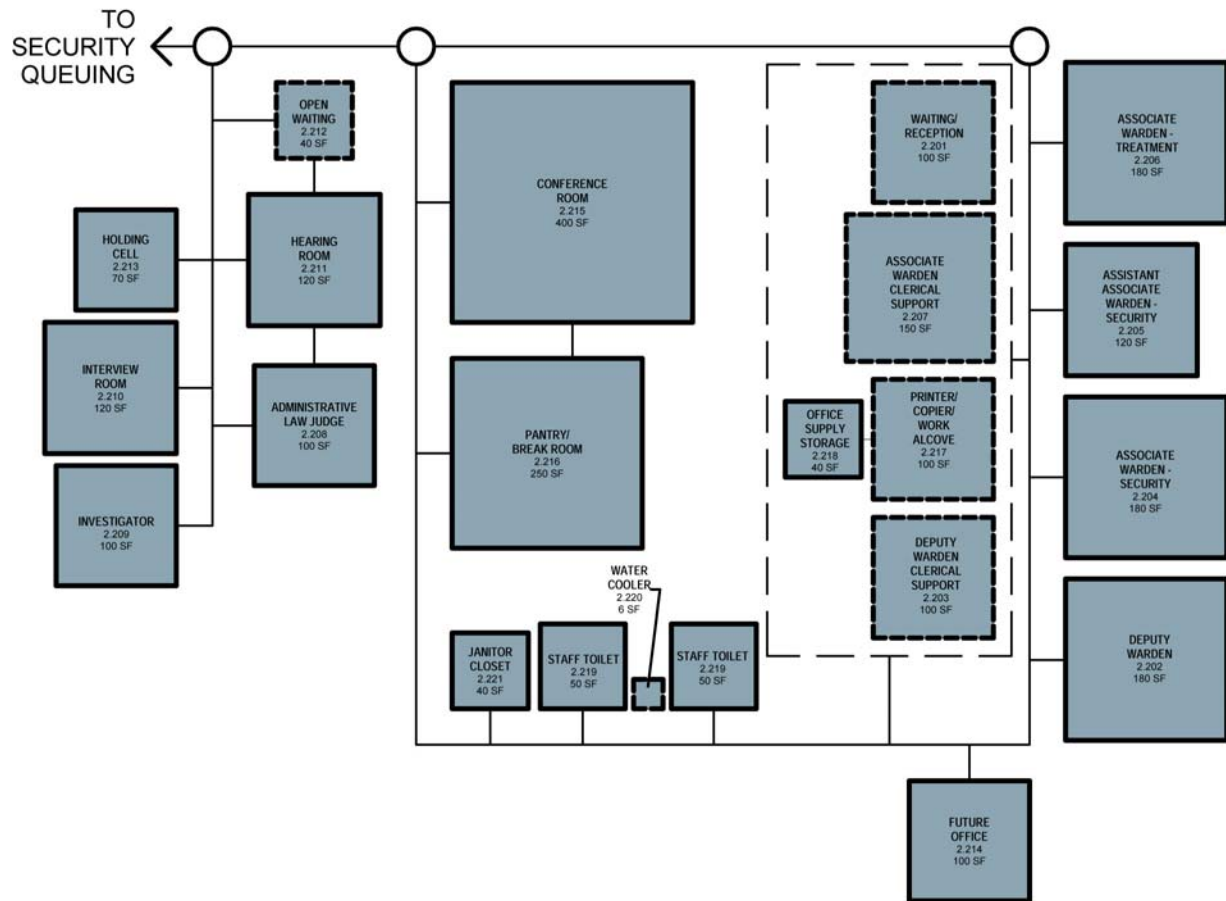 TO
SECURITY
QUEUING
OPEN
WAITING
2.212
40 SF
HOLDING
CELL
2.213
70 SF
HEARING
ROOM
2.211
120 SF
INTERVIEW
ROOM
2.210
120 SF
ADMINISTRATIVE
LAW JUDGE
2.208
100 SF
INVESTIGATOR
2.209
100 SF
CONFERENCE
ROOM
2.215
400 SF
PANTRY/
BREAK ROOM
2.216
250 SF
WATER
COOLER
2.220
6 SF
JANITOR
CLOSET
2.221
40 SF
STAFF TOILET
2.219
50 SF
STAFF TOILET
2.219
50 SF
WAITING/
RECEPTION
2.201
100 SF
ASSOCIATE
WARDEN
CLERICAL
SUPPORT
2.207
150 SF
OFFICE
SUPPLY
STORAGE
2.218
40 SF
PRINTER/
COPIER/
WORK
ALCOVE
2.217
100 SF
DEPUTY
WARDEN
CLERICAL
SUPPORT
2.203
100 SF
ASSOCIATE
WARDEN -
TREATMENT
2.206
180 SF
ASSISTANT
ASSOCIATE
WARDEN-
SECURITY
2.205
120 SF
ASSOCIATE
WARDEN -
SECURITY
2.204
180 SF
DEPUTY
WARDEN
2.202
180 SF
FUTURE
OFFICE
2.214
100 SF